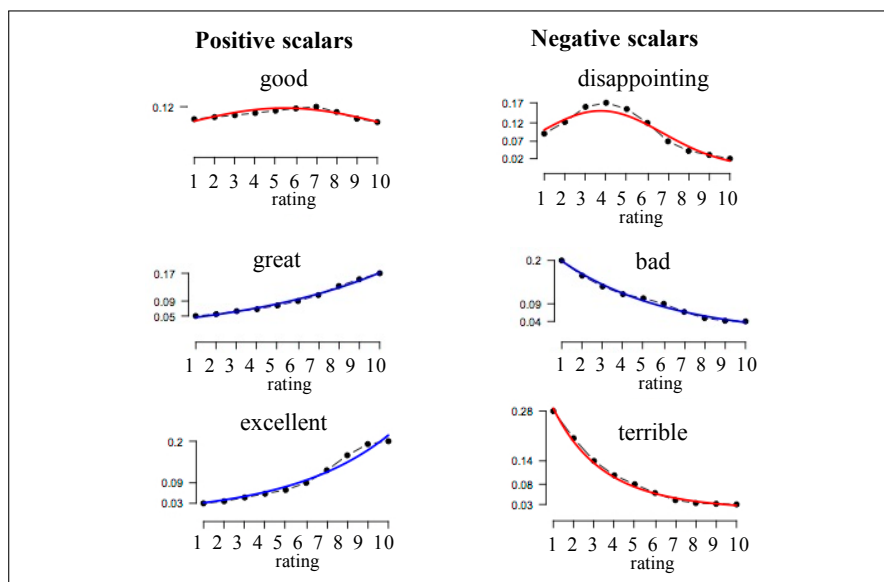 Positive scalars
good
0.12
1 2 3 4 5 6 7 8 9 10
rating
great
0.17
0.09
0.05
1 2 3 4 5 6 7 8 9 10
rating
excellent
0.2
0.09
0.03
1 2 3 4 5 6 7 8 9 10
rating
Negative scalars
disappointing
0.17
0.12
0.07
0.02
1 2 3 4 5 6 7 8 9 10
rating
bad
0.2
0.09
0.04
1 2 3 4 5 6 7 8 9 10
rating
terrible
0.28
0.14
0.08
0.03
1 2 3 4 5 6 7 8 9 10
rating